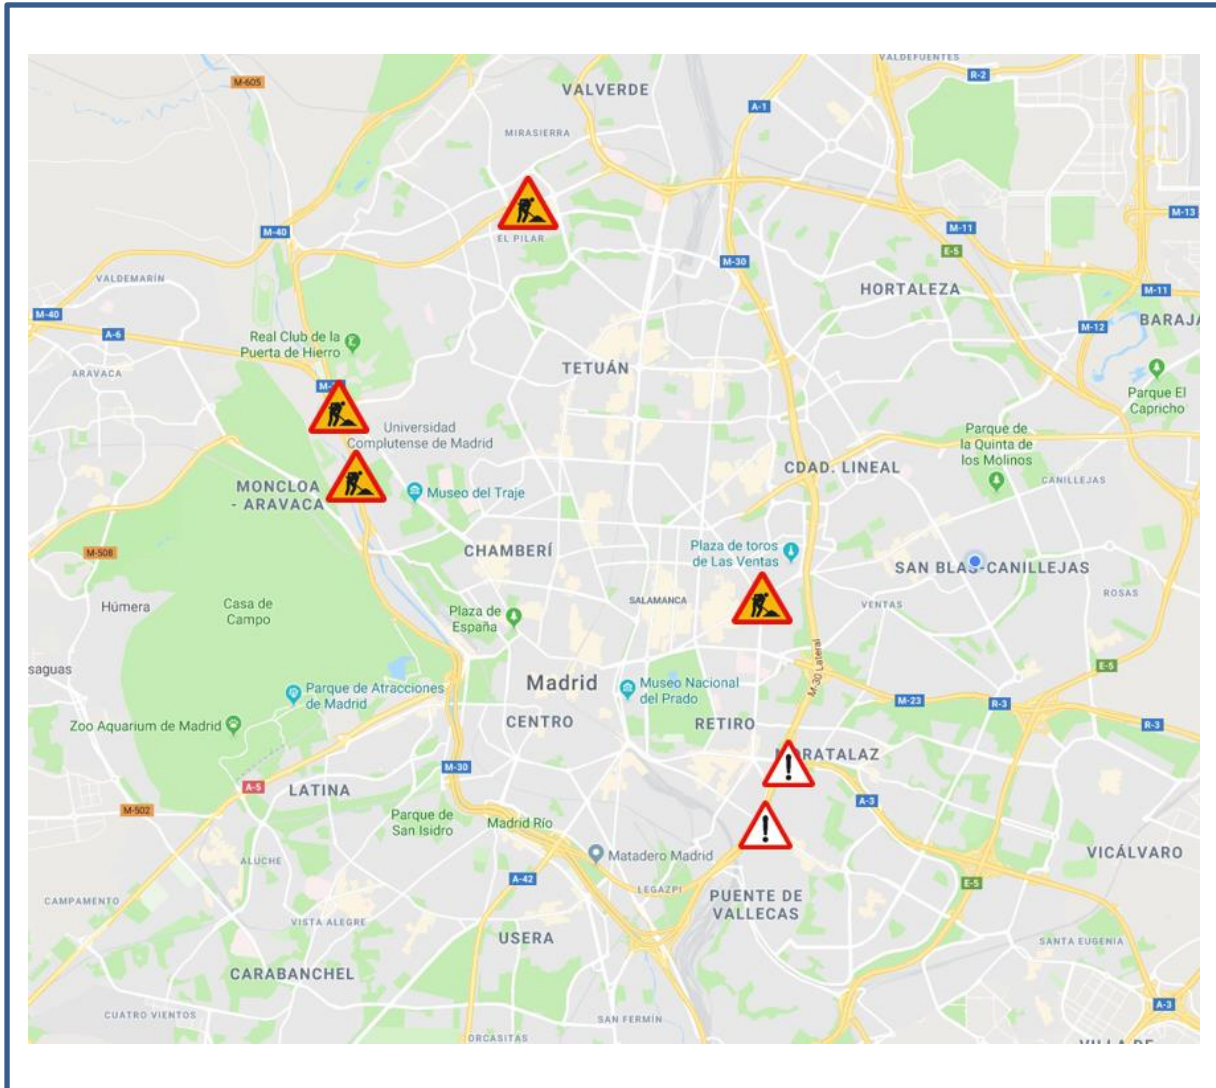 VALDEFUENTES
M-605
R-2
VALVERDE
A-1
MIRASIERRA
M-13
M-40
EL PILAR
M-11
E-5
M-30
VALDEMARÍN
HORTALEZA
M-11
M-40
M-12
BARAJA
A-6
Real Club de la
Puerta de Hierro
TETUÁN
ARAVACA
Parque El
Capricho
Universidad
Complutense de Madrid
Parque de
la Quinta de
los Molinos
CDAD. LINEAL
CANILLEJAS
MONCLOA
- ARAVACA
Museo del Traje
M-508
CHAMBERÍ
Plaza de toros
de Las Ventas
SAN BLAS-CANILLEJAS
Húmera
Casa de
Campo
Plaza de
España
SALAMANCA
VENTAS
ROSAS
saguas
M-30 Lateral
E-5
Parque de Atracciones
de Madrid
Madrid
Museo Nacional
del Prado
M-23
R-3
R-3
Zoo Aquarium de Madrid
CENTRO
RETIRO
M-30
!
A-5
LATINA
A-3
M-502
Parque de
San Isidro
Madrid Río
!
ALUCHE
Matadero Madrid
VICÁLVARO
A-42
LEGAZPI
E-5
CAMPAMENTO
PUENTE DE
VALLECAS
VISTA ALEGRE
USERA
SANTA EUGENIA
CARABANCHEL
A-3
CUATRO VIENTOS
SAN FERMÍN
ORCASITAS